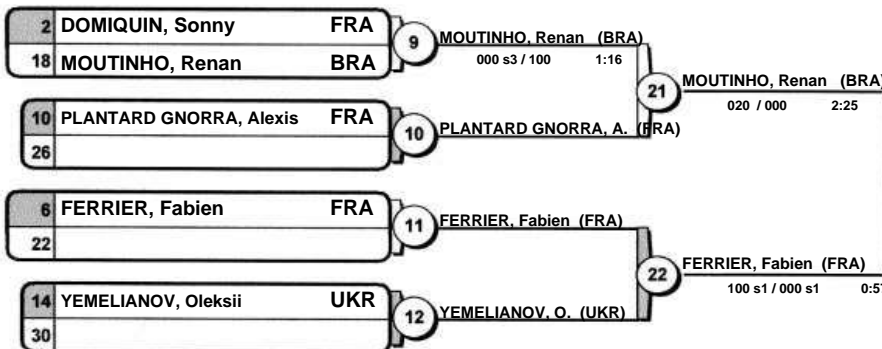 2 DOMIQUIN, Sonny FRA
18 MOUTINHO, Renan BRA
9
MOUTINHO, Renan (BRA)
000 s3 / 100 1:16
10 PLANTARD GNORRA, Alexis FRA
26
10
PLANTARD GNORRA, A. (FRA)
21
MOUTINHO, Renan (BRA)
020 / 000 2:25
6 FERRIER, Fabien FRA
22
11
FERRIER, Fabien (FRA)
14 YEMELIANOV, Oleksii UKR
30
12
YEMELIANOV, O. (UKR)
22
FERRIER, Fabien (FRA)
100 s1 / 000 s1